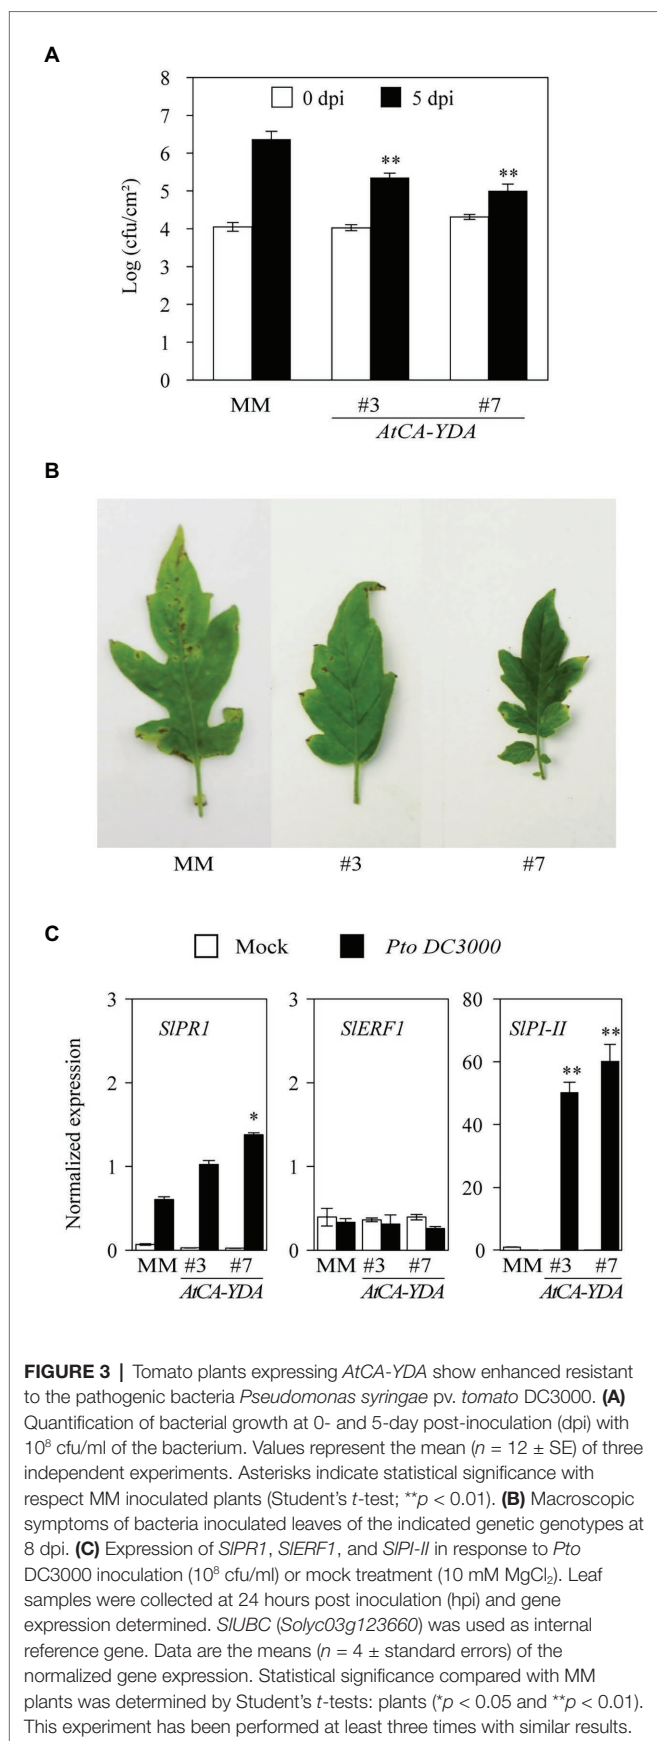 A
8
7
6
5
4
3
2
1
0
Log (cfu/cm²)
0 dpi 5 dpi
**
**
MM #3 #7
AtCA-YDA
B
MM #3 #7
C
Mock Pto DC3000
Normalized expression
3
2
1
0
SlPR1
*
MM #3 #7
AtCA-YDA
3
2
1
0
SlERF1
MM #3 #7
AtCA-YDA
80
60
40
20
0
SlPI-II
**
**
MM #3 #7
AtCA-YDA
FIGURE 3 | Tomato plants expressing AtCA-YDA show enhanced resistant
to the pathogenic bacteria Pseudomonas syringae pv. tomato DC3000. (A)
Quantification of bacterial growth at 0- and 5-day post-inoculation (dpi) with
10⁸ cfu/ml of the bacterium. Values represent the mean (n = 12 ± SE) of three
independent experiments. Asterisks indicate statistical significance with
respect MM inoculated plants (Student's t-test; **p < 0.01). (B) Macroscopic
symptoms of bacteria inoculated leaves of the indicated genetic genotypes at
8 dpi. (C) Expression of SlPR1, SlERF1, and SlPI-II in response to Pto
DC3000 inoculation (10⁸ cfu/ml) or mock treatment (10 mM MgCl₂). Leaf
samples were collected at 24 hours post inoculation (hpi) and gene
expression determined. SlUBC (Solyc03g123660) was used as internal
reference gene. Data are the means (n = 4 ± standard errors) of the
normalized gene expression. Statistical significance compared with MM
plants was determined by Student's t-tests: plants (*p < 0.05 and **p < 0.01).
This experiment has been performed at least three times with similar results.